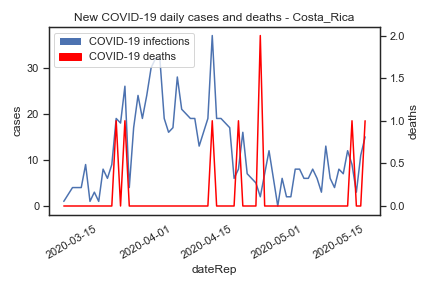 New COVID-19 daily cases and deaths - Costa_Rica
COVID-19 infections
COVID-19 deaths
cases
30
20
10
0
deaths
2.0
1.5
1.0
0.5
0.0
2020-03-15
2020-04-01
2020-04-15
2020-05-01
2020-05-15
dateRep